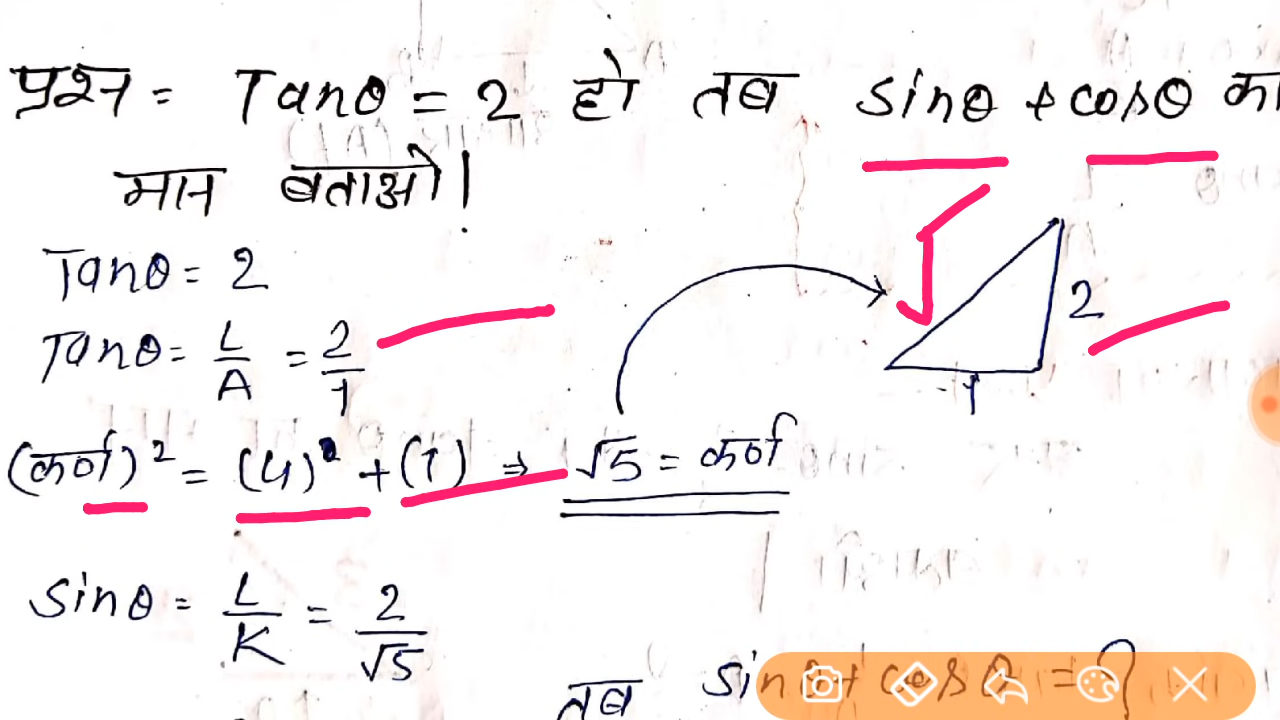 प्रश्न = Tanθ = 2 हो तब sinθ + cosθ का
मान बताओ!
Tanθ = 2
Tanθ = L/A = 2/1
2
1
(कर्ण)² = (4)² + (1) ⇒ √5 = कर्ण
sinθ = L/K = 2/√5
तब sinθ + cosθ = ?